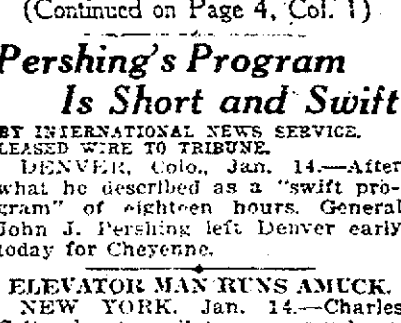 (Continued on Page 4, Col. 1)
Pershing's Program
Is Short and Swift
BY INTERNATIONAL NEWS SERVICE.
LEASED WIRE TO TRIBUNE.
DENVER, Colo., Jan. 14.—After
what he described as a "swift pro-
gram" of eighteen hours. General
John J. Pershing left Denver early
today for Cheyenne.
ELEVATOR MAN RUNS AMUCK.
NEW YORK, Jan. 14.—Charles